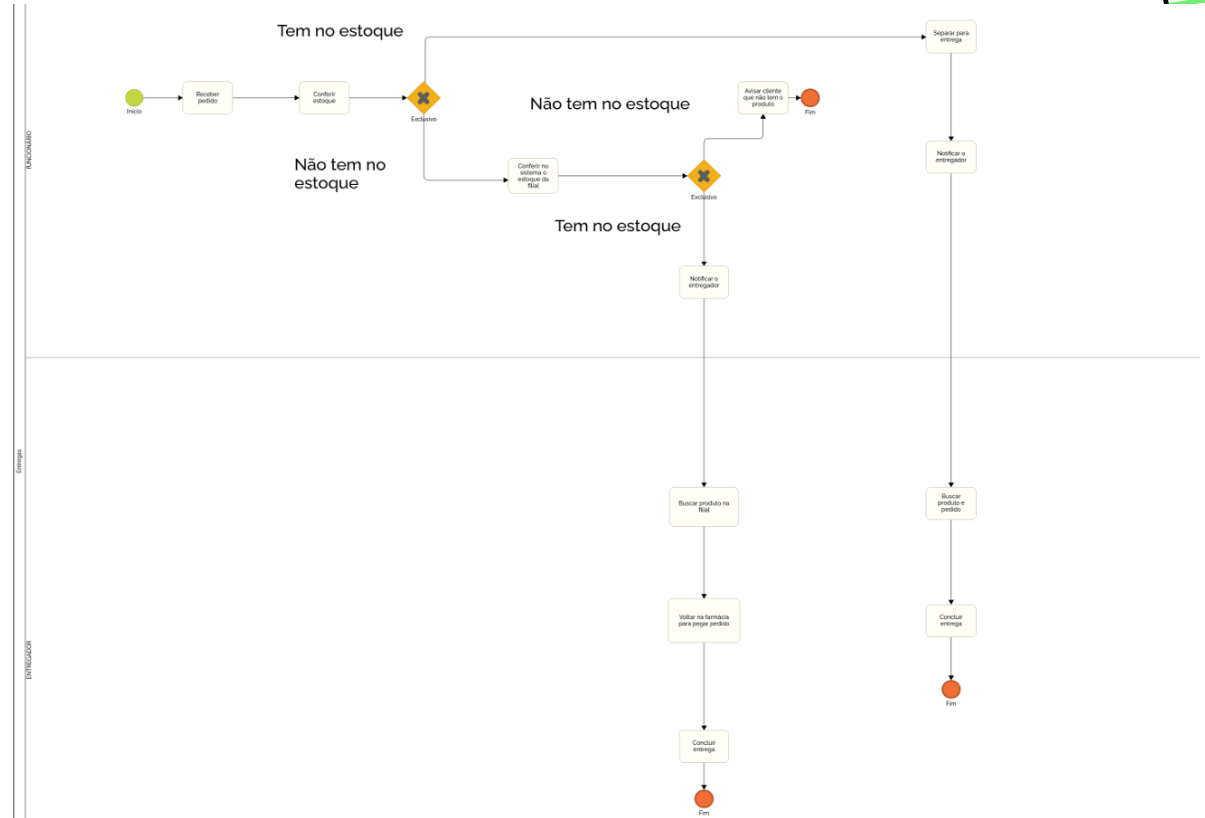 Tem no estoque
Separar para
entrega
Receber
pedido
Conferir
estoque
Exclusivo
Início
Não tem no estoque
Avisar cliente
que não tem o
produto
Fim
FUNCIONÁRIO
Não tem no
estoque
Conferir no
sistema o
estoque da
filial
Exclusivo
Notificar o
entregador
Tem no estoque
Notificar o
entregador
Entregas
Buscar produto na
filial
Buscar
produto e
pedido
Voltar na farmácia
para pegar pedido
Concluir
entrega
ENTREGADOR
Fim
Concluir
entrega
Fim